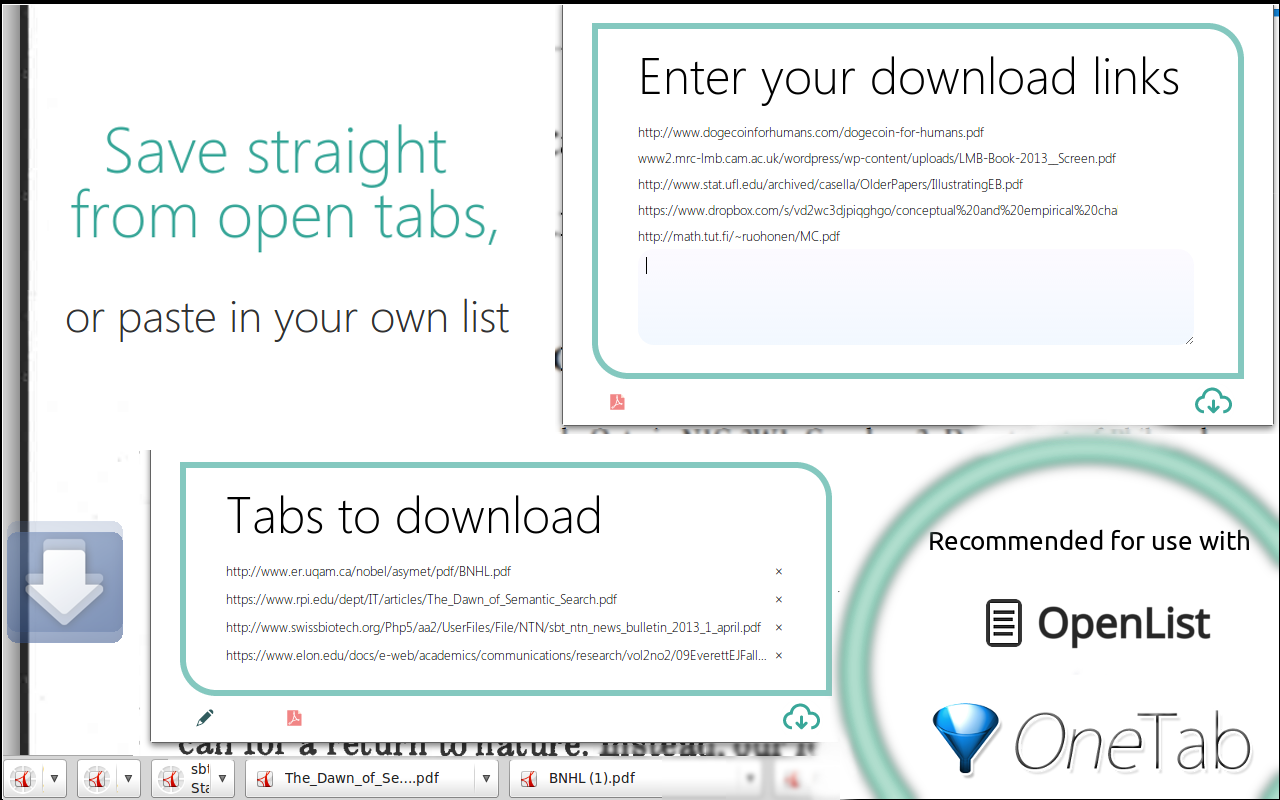 Save straight
from open tabs,
or paste in your own list
Enter your download links
http://www.dogecoinforhumans.com/dogecoin-for-humans.pdf
www2.mrc-lmb.cam.ac.uk/wordpress/wp-content/uploads/LMB-Book-2013__Screen.pdf
http://www.stat.ufl.edu/archived/casella/OlderPapers/IllustratingEB.pdf
https://www.dropbox.com/s/vd2wc3djpiqghgo/conceptual%20and%20empirical%20cha
http://math.tut.fi/~ruohonen/MC.pdf
Tabs to download
http://www.er.uqam.ca/nobel/asymet/pdf/BNHL.pdf ×
https://www.rpi.edu/dept/IT/articles/The_Dawn_of_Semantic_Search.pdf ×
http://www.swissbiotech.org/Php5/aa2/UserFiles/File/NTN/sbt_ntn_news_bulletin_2013_1_april.pdf ×
https://www.elon.edu/docs/e-web/academics/communications/research/vol2no2/09EverettEJFall... ×
Recommended for use with
OpenList
OneTab
can for a return to nature. Instead, our
sbt
Sta
The_Dawn_of_Se....pdf
BNHL (1).pdf